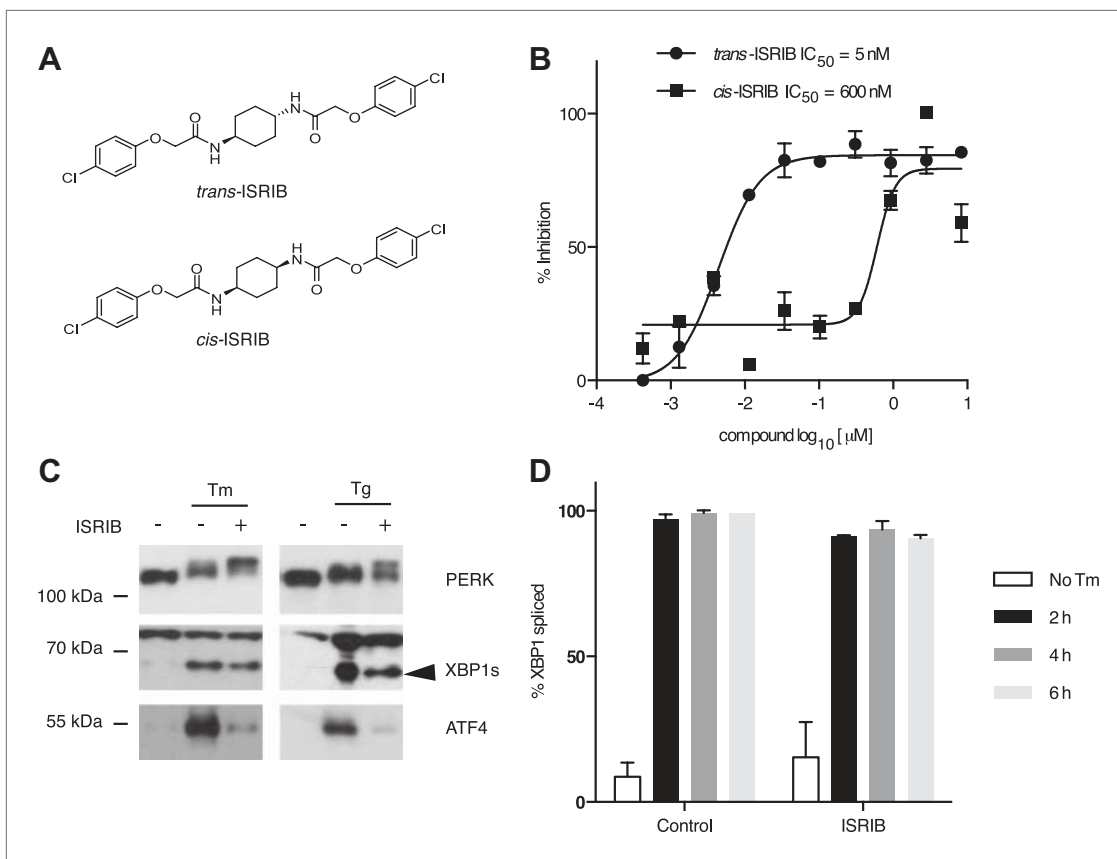 A
Cl
H
N
O
O
O
O
N
H
Cl
trans-ISRIB
Cl
H
N
O
O
O
O
N
H
Cl
cis-ISRIB
B
trans-ISRIB IC50 = 5 nM
cis-ISRIB IC50 = 600 nM
100
50
0
% Inhibition
-4 -3 -2 -1 0 1
compound log10 [ μM]
C
Tm Tg
ISRIB - - + - - +
PERK
100 kDa
70 kDa
XBP1s
55 kDa
ATF4
D
100
50
0
% XBP1 spliced
Control ISRIB
No Tm
2 h
4 h
6 h